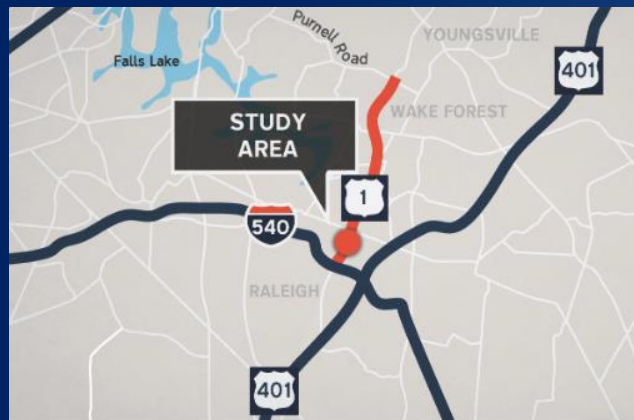 Purnell Road
YOUNGSVILLE
Falls Lake
401
WAKE FOREST
STUDY
AREA
1
540
RALEIGH
401